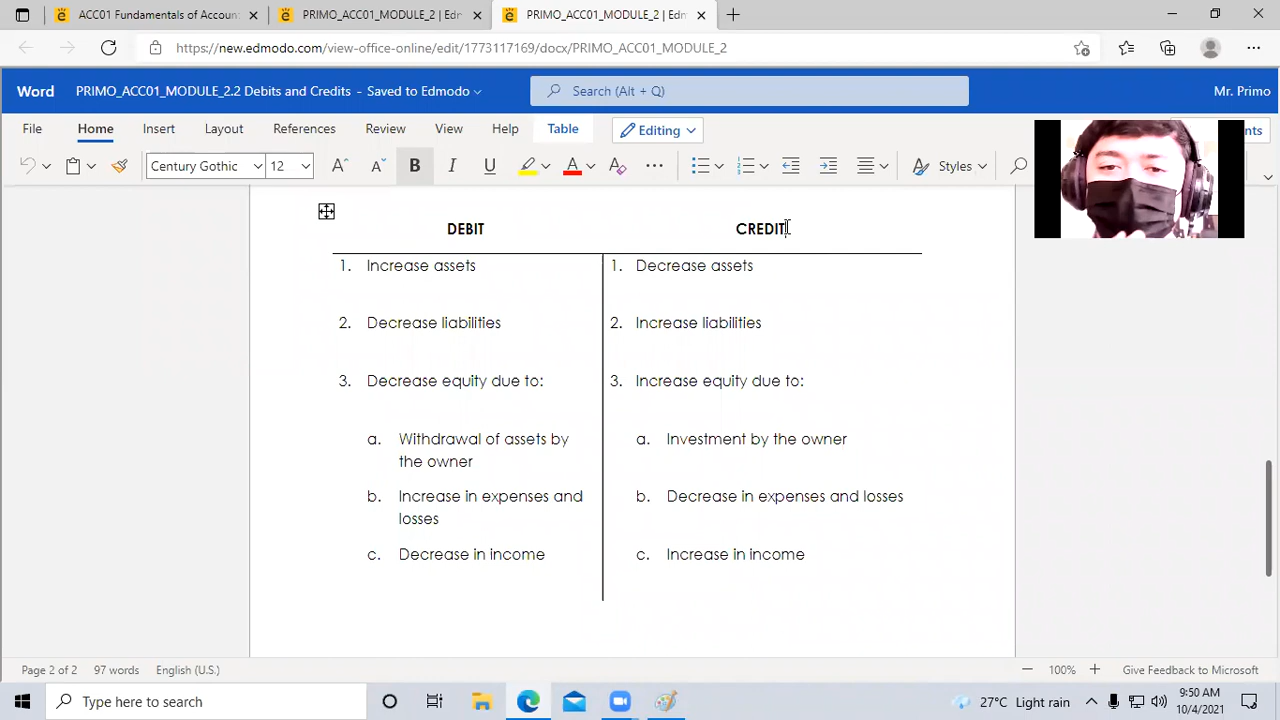 ACC01 Fundamentals of Accoun
PRIMO_ACC01_MODULE_2 | Edn
PRIMO_ACC01_MODULE_2 | Edn
https://new.edmodo.com/view-office-online/edit/1773117169/docx/PRIMO_ACC01_MODULE_2
Word
PRIMO_ACC01_MODULE_2.2 Debits and Credits - Saved to Edmodo
Search (Alt + Q)
Mr. Primo
File
Home
Insert
Layout
References
Review
View
Help
Table
Editing
nts
Century Gothic
12
B
I
U
A
Styles
DEBIT
CREDIT
1. Increase assets
1. Decrease assets
2. Decrease liabilities
2. Increase liabilities
3. Decrease equity due to:
3. Increase equity due to:
a. Withdrawal of assets by
the owner
a. Investment by the owner
b. Increase in expenses and
losses
b. Decrease in expenses and losses
c. Decrease in income
c. Increase in income
Page 2 of 2
97 words
English (U.S.)
100%
Give Feedback to Microsoft
Type here to search
27°C Light rain
9:50 AM
10/4/2021